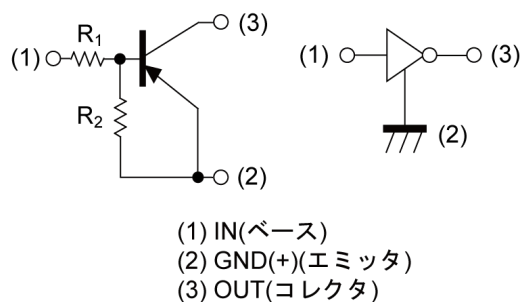 (3)
R1
(1)
R2
(2)
(1)
(3)
(2)
(1) IN(ベース)
(2) GND(+)(エミッタ)
(3) OUT(コレクタ)